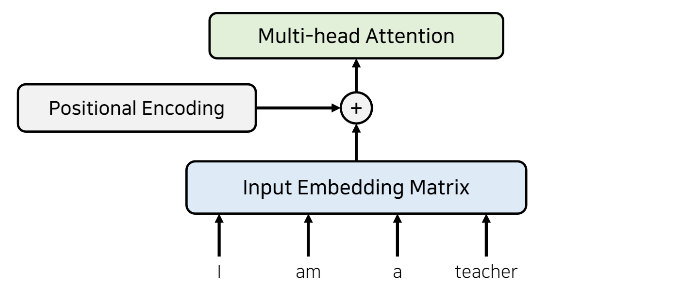 Multi-head Attention
Positional Encoding
+
Input Embedding Matrix
I am a teacher